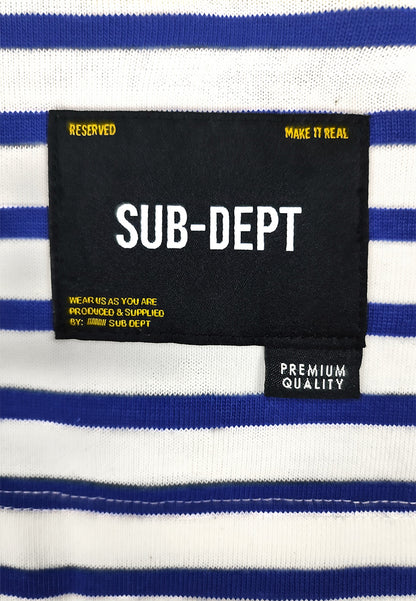 RESERVED
MAKE IT REAL
SUB-DEPT
WEAR US AS YOU ARE
PRODUCED & SUPPLIED
BY: //////// SUB DEPT
PREMIUM
QUALITY